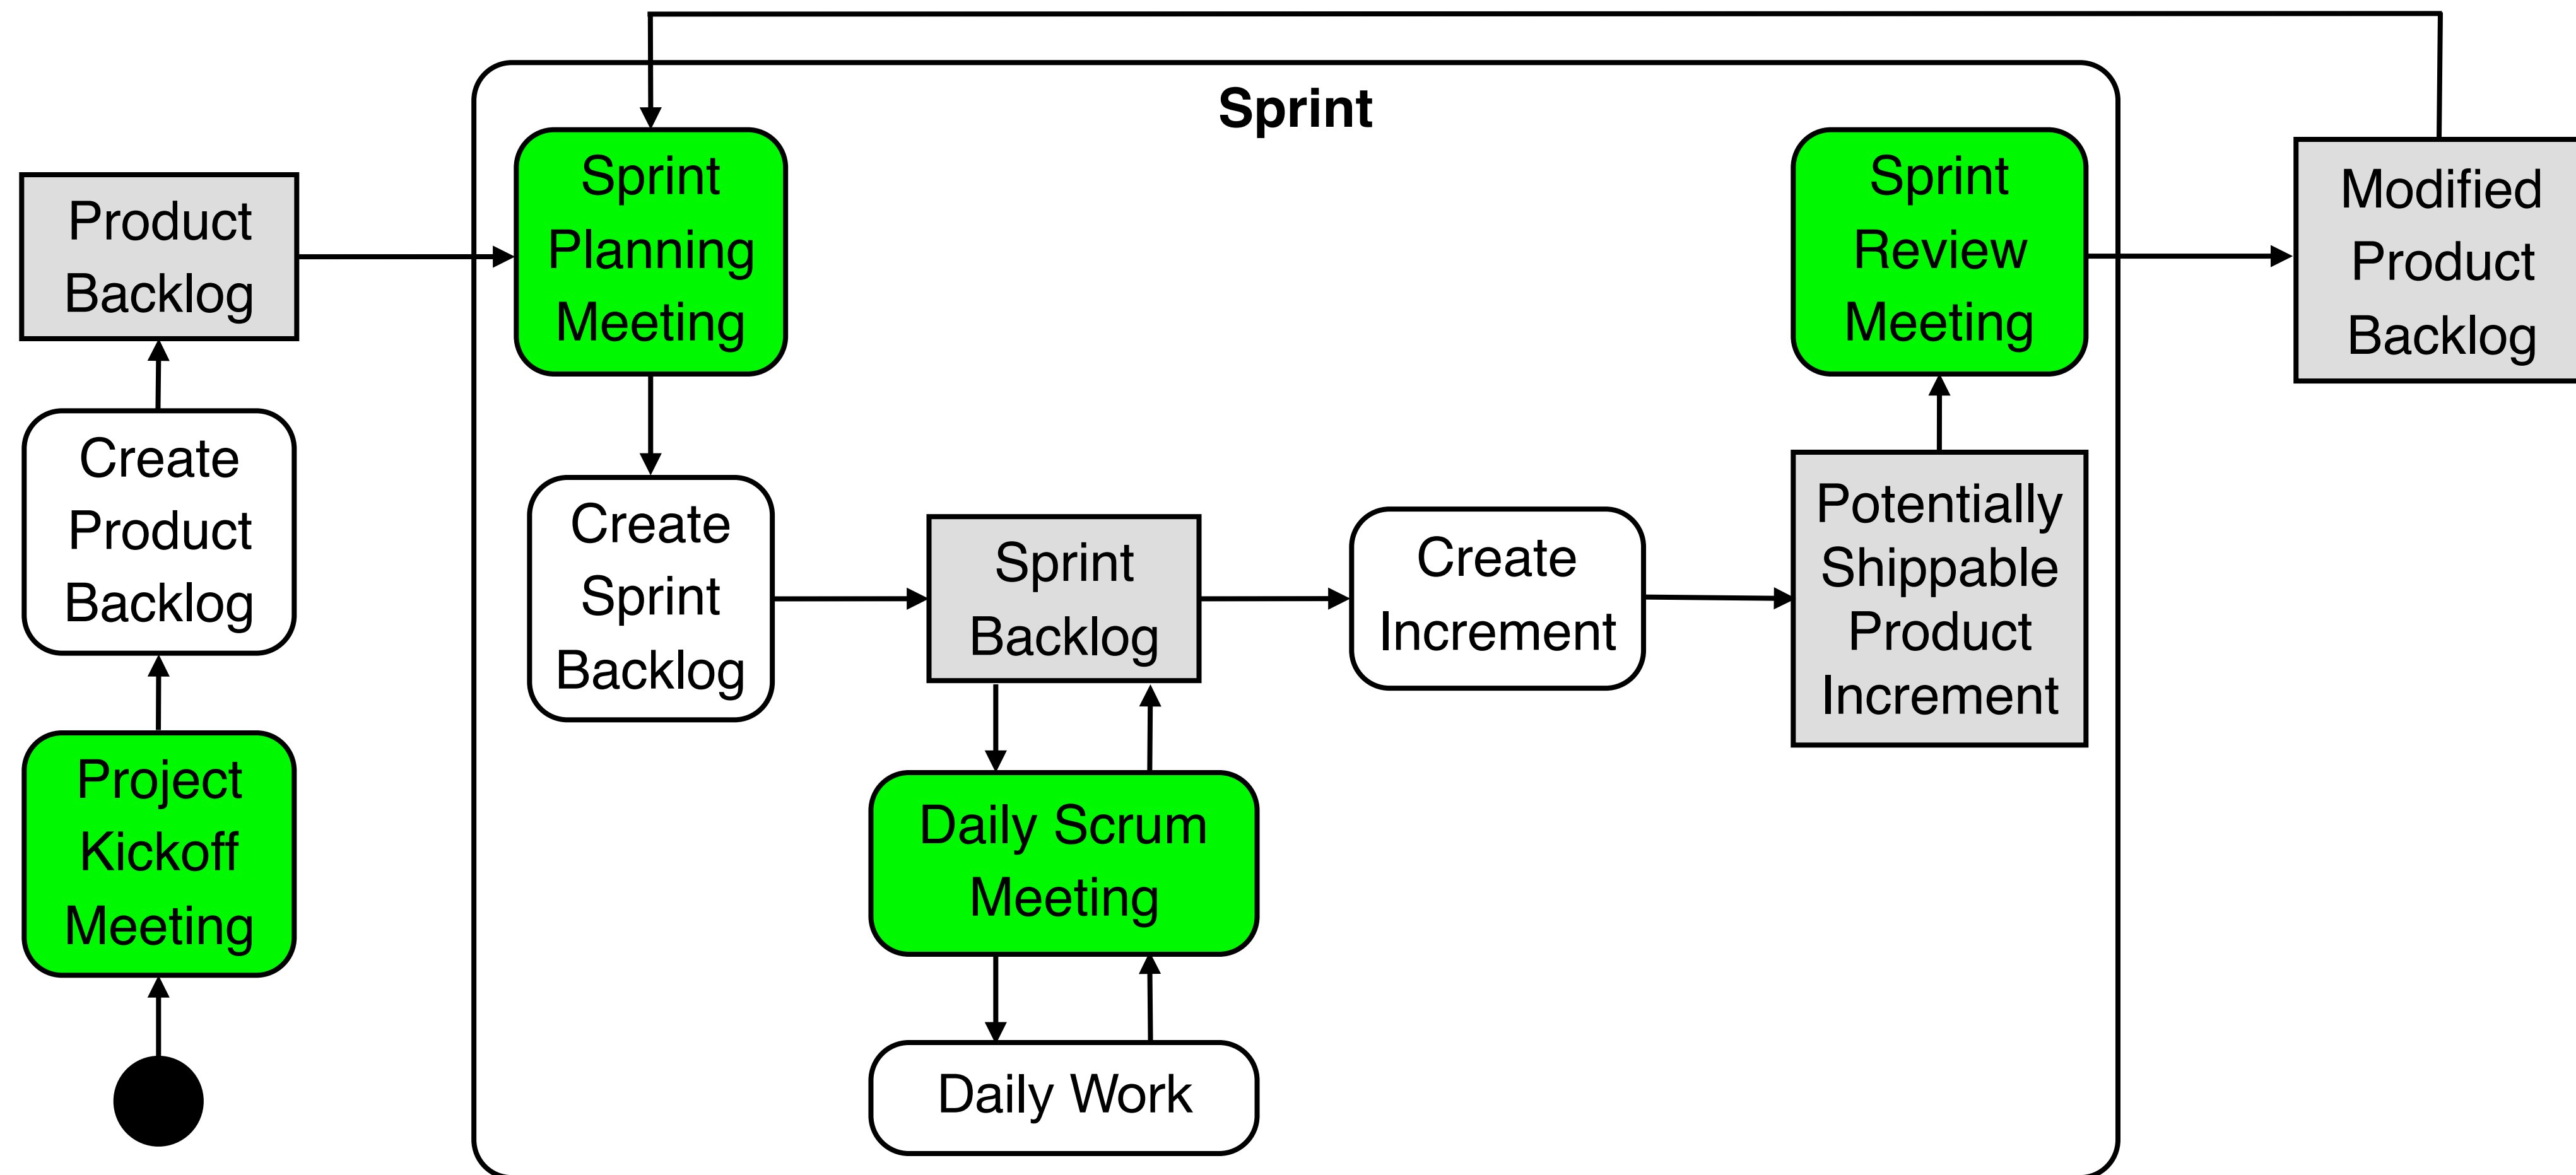 Sprint
Product
Backlog
Create
Product
Backlog
Project
Kickoff
Meeting
Sprint
Planning
Meeting
Create
Sprint
Backlog
Sprint
Backlog
Daily Scrum
Meeting
Daily Work
Create
Increment
Potentially
Shippable
Product
Increment
Sprint
Review
Meeting
Modified
Product
Backlog